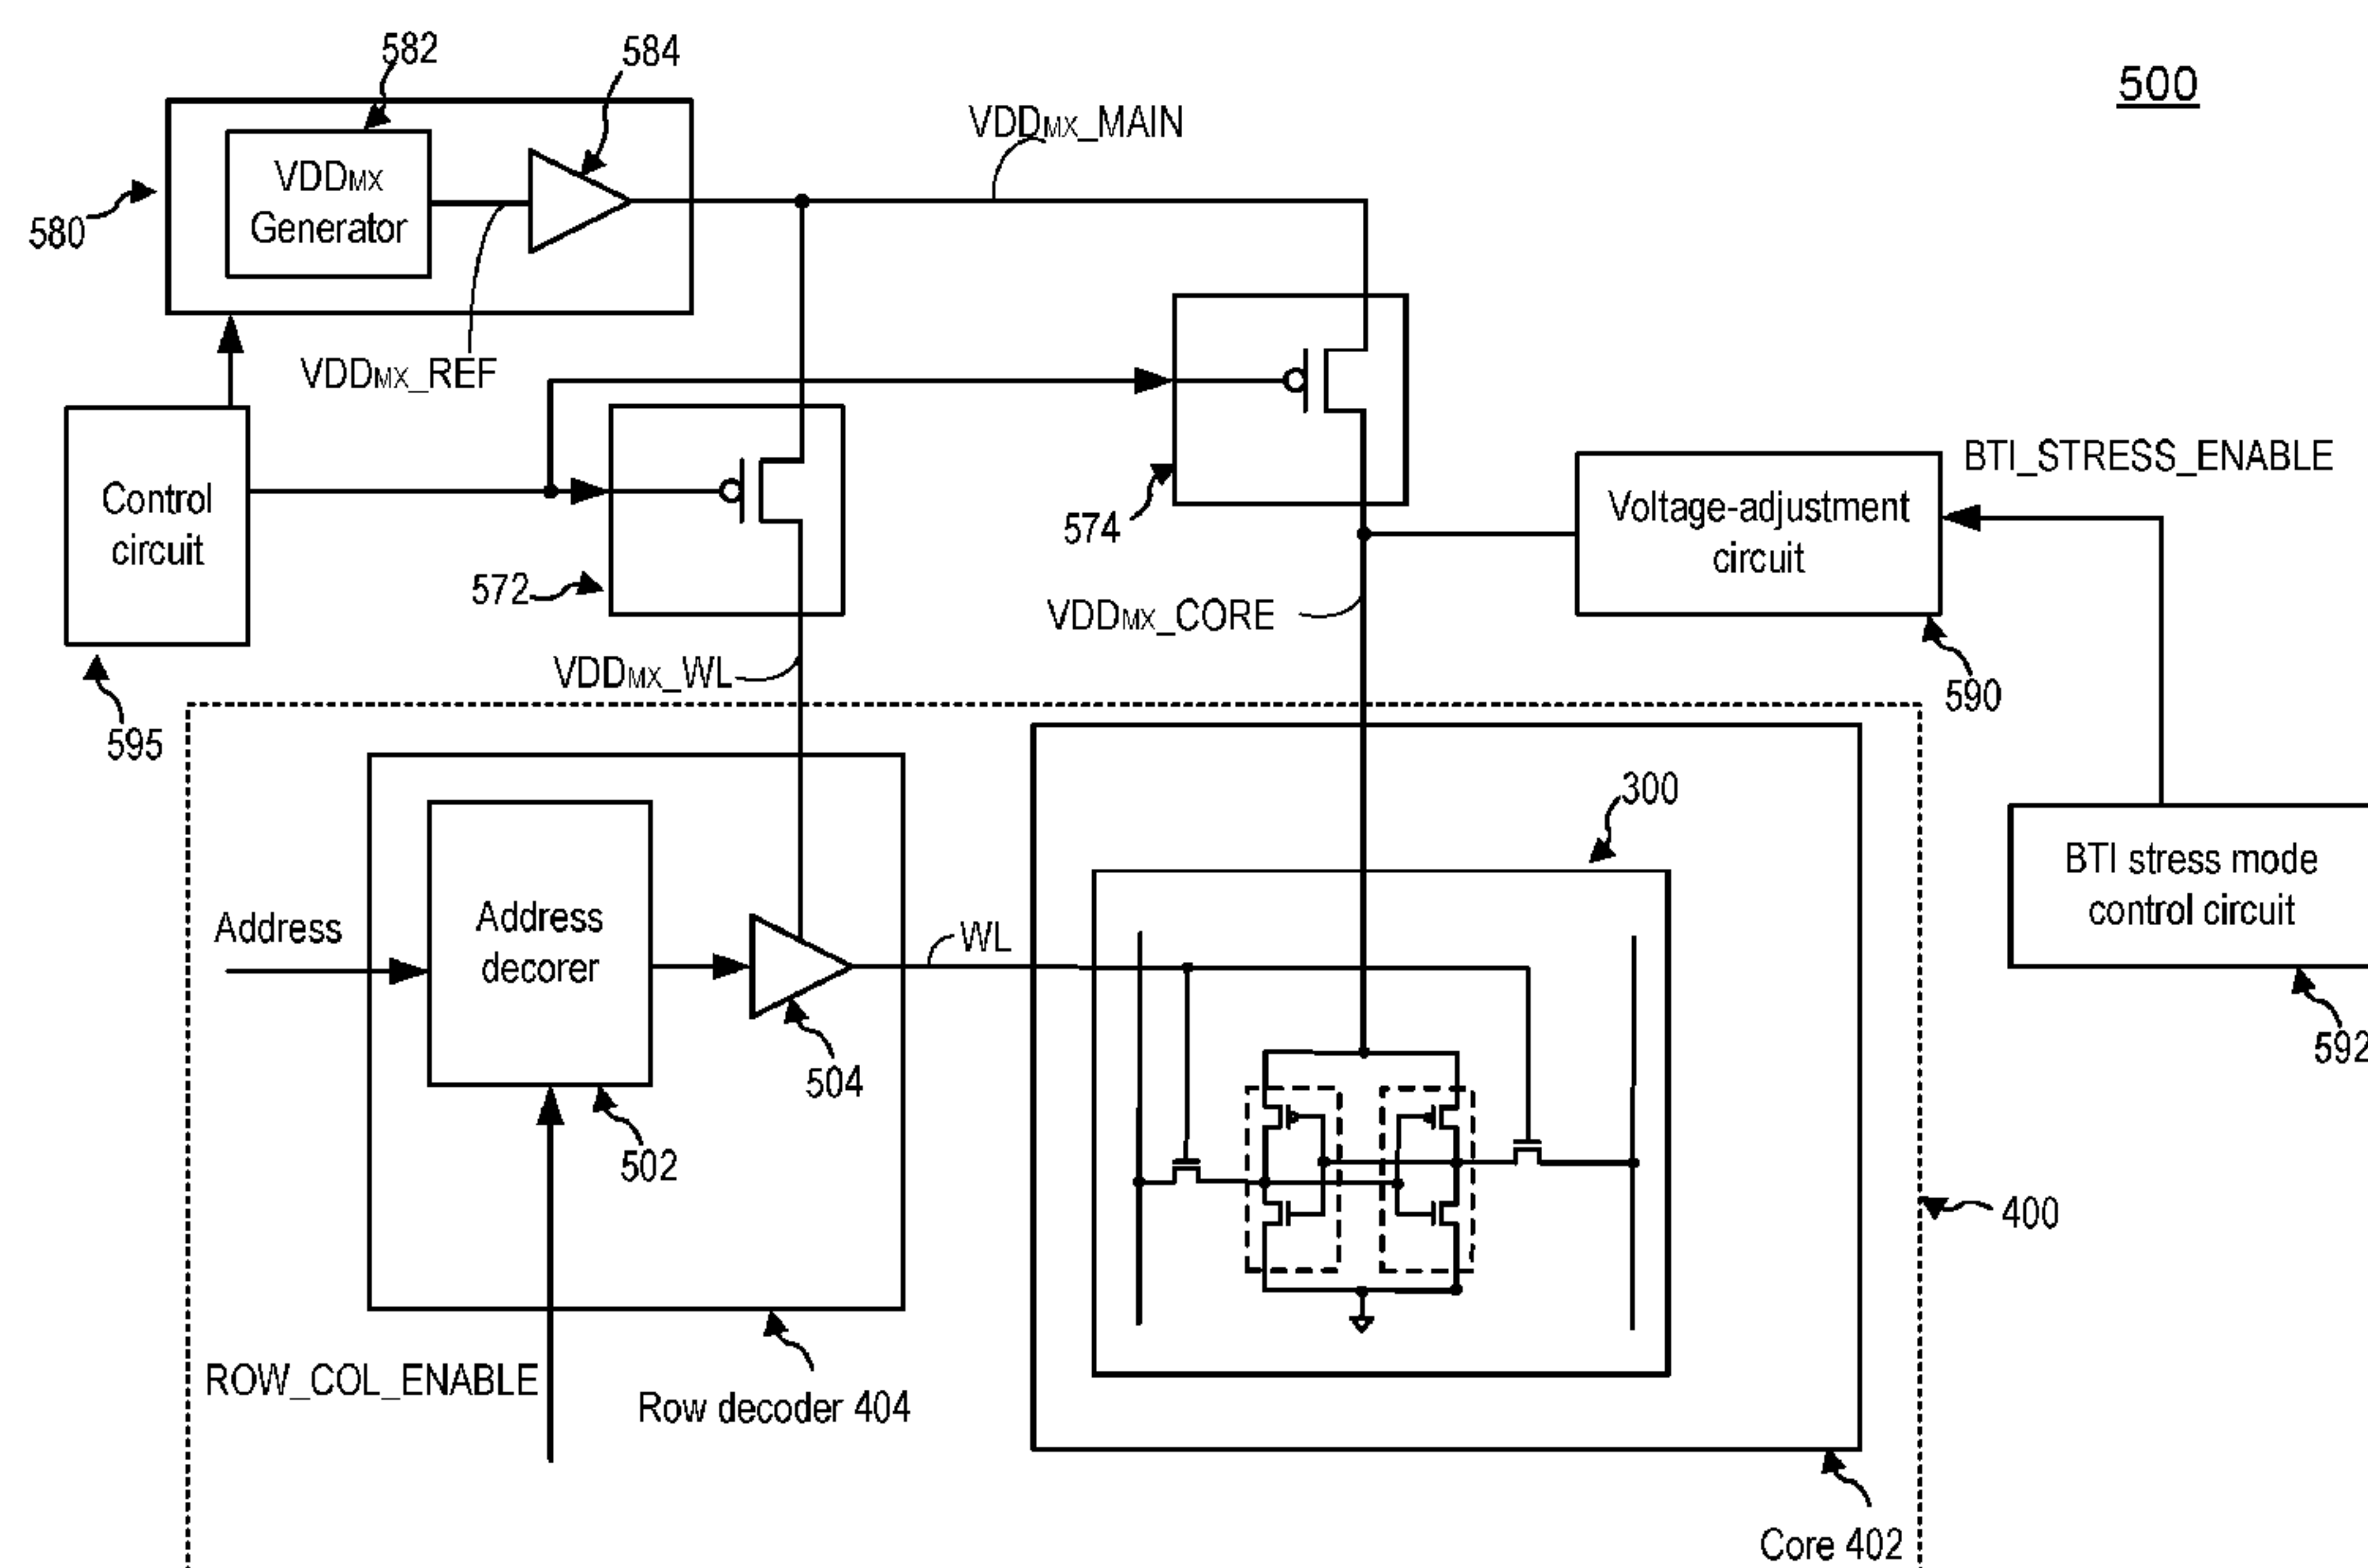 582
584
500
VDDMX_MAIN
VDDMX
Generator
580
VDDMX_REF
Control
circuit
574
BTI_STRESS_ENABLE
Voltage-adjustment
circuit
572
VDDMX_CORE
VDDMX_WL
590
595
300
BTI stress mode
control circuit
Address
Address
decorer
WL
504
592
502
400
ROW_COL_ENABLE
Row decoder 404
Core 402